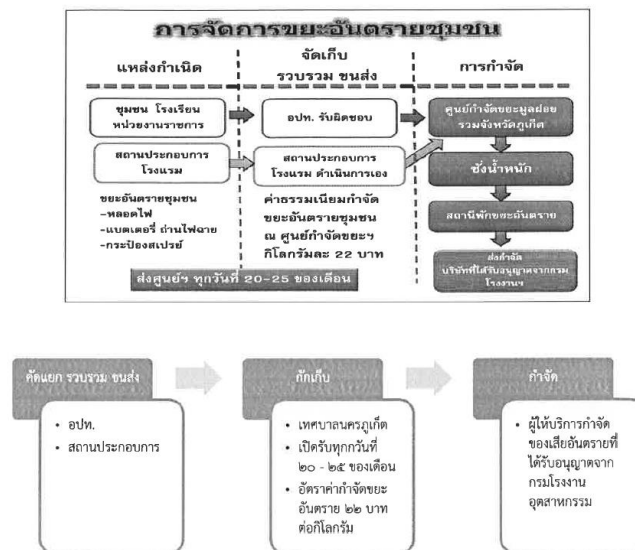 การจัดการขยะอันตรายชุมชน
แหล่งกำเนิด
จัดเก็บ
รวบรวม ขนส่ง
การกำจัด
ชุมชน โรงเรียน
หน่วยงานราชการ
อปท. รับผิดชอบ
ศูนย์กำจัดขยะมูลฝอย
รวมจังหวัดภูเก็ต
สถานประกอบการ
โรงแรม
สถานประกอบการ
โรงแรม ดำเนินการเอง
ชั่งน้ำหนัก
สถานีพักขยะอันตราย
ส่งกำจัด
บริษัทที่ได้รับอนุญาตจากกรม
โรงงานฯ
ขยะอันตรายชุมชน
-หลอดไฟ
-แบตเตอรี่ ถ่านไฟฉาย
-กระป๋องสเปรย์
ค่าธรรมเนียมกำจัด
ขยะอันตรายชุมชน
ณ ศูนย์กำจัดขยะฯ
กิโลกรัมละ 22 บาท
ส่งศูนย์ฯ ทุกวันที่ 20-25 ของเดือน
คัดแยก รวบรวม ขนส่ง
• อปท.
• สถานประกอบการ
กักเก็บ
• เทศบาลนครภูเก็ต
• เปิดรับทุกวันที่
๒๐ - ๒๕ ของเดือน
• อัตราค่ากำจัดขยะ
อันตราย ๒๒ บาท
ต่อกิโลกรัม
กำจัด
• ผู้ให้บริการกำจัด
ของเสียอันตรายที่
ได้รับอนุญาตจาก
กรมโรงงาน
อุตสาหกรรม